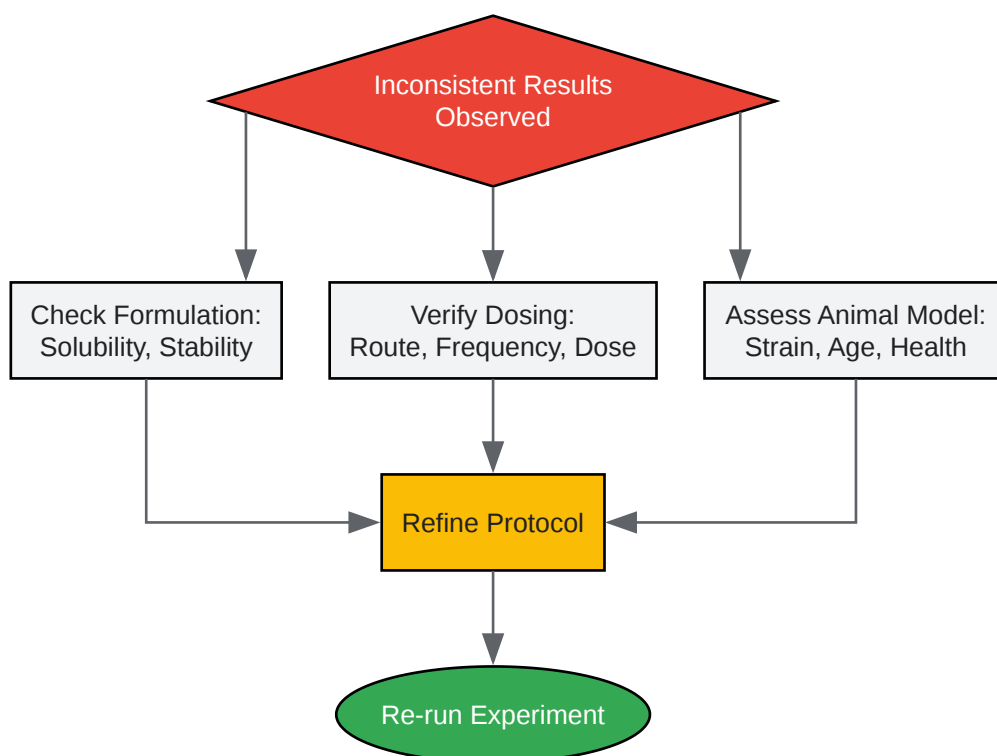 Inconsistent Results
Observed
Check Formulation:
Solubility, Stability
Verify Dosing:
Route, Frequency, Dose
Assess Animal Model:
Strain, Age, Health
Refine Protocol
Re-run Experiment